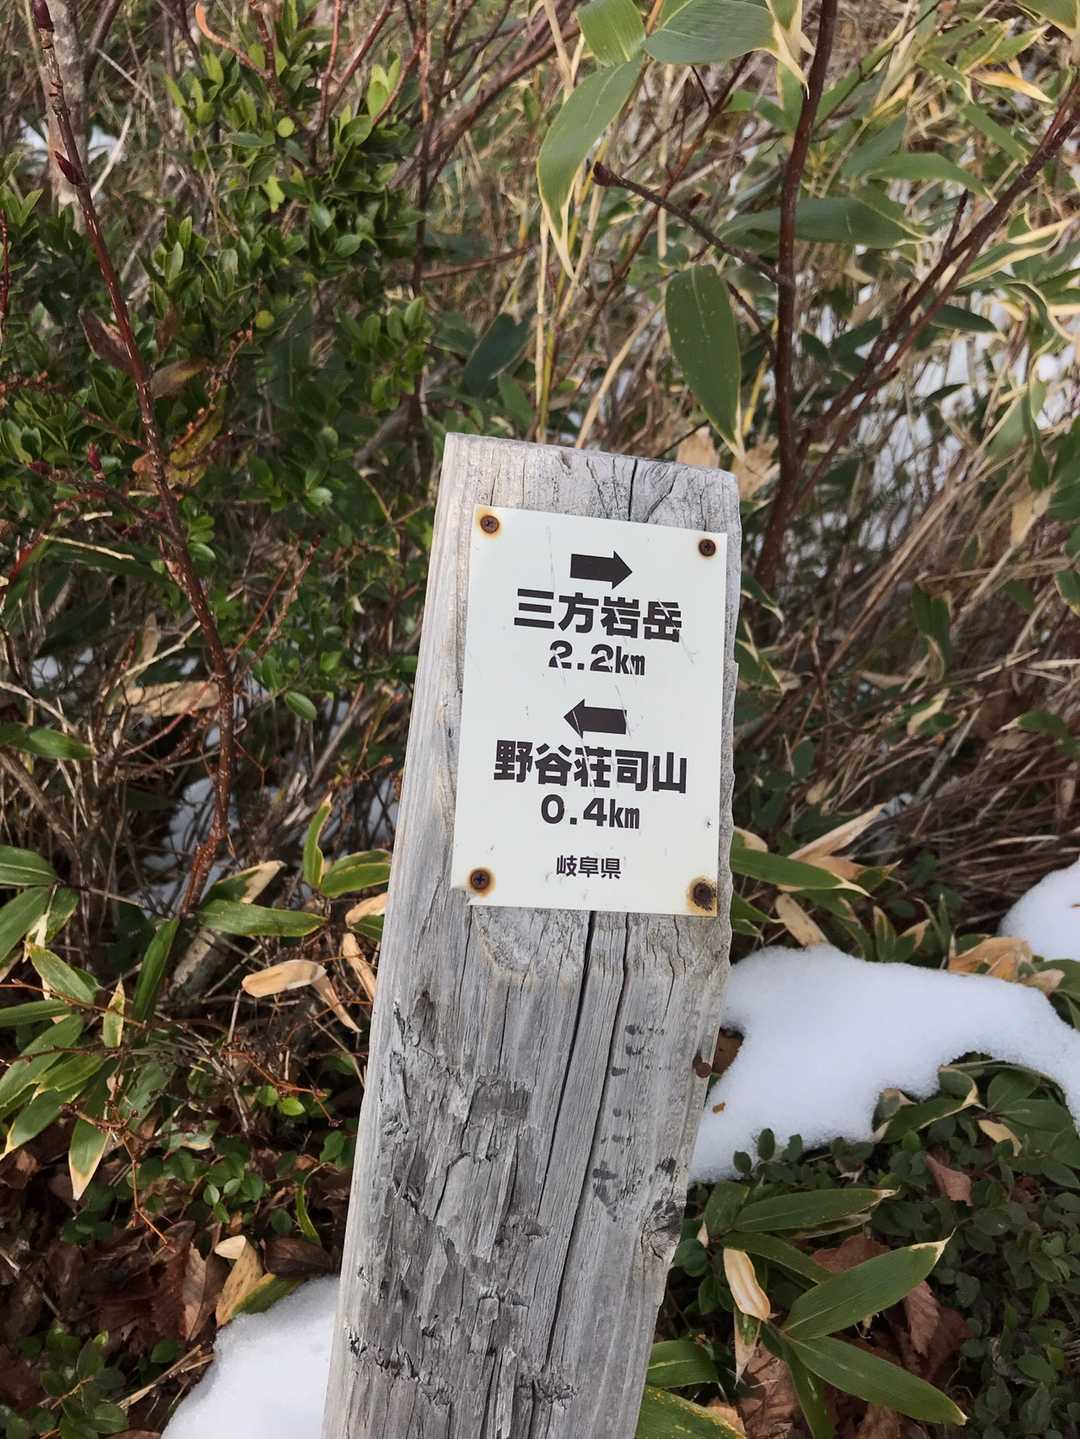 →
三方岩岳
2.2km
←
野谷荘司山
0.4km
岐阜県